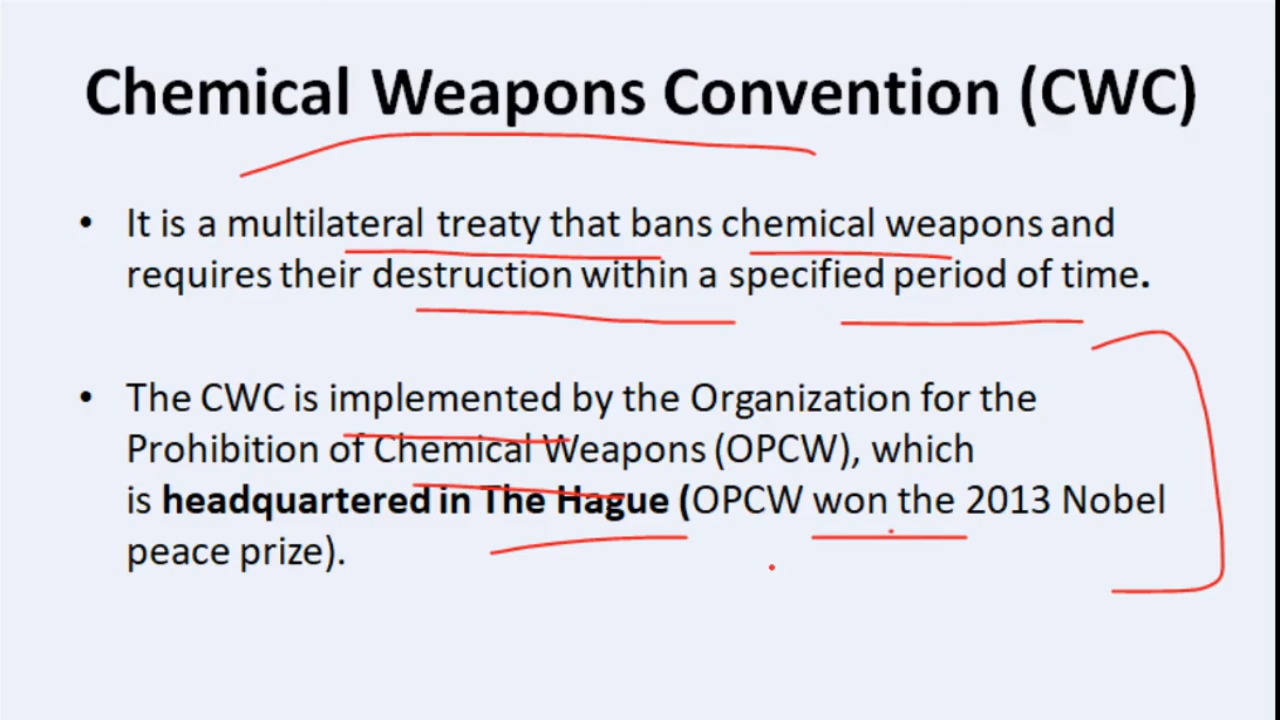 Chemical Weapons Convention (CWC)
• It is a multilateral treaty that bans chemical weapons and
requires their destruction within a specified period of time.
• The CWC is implemented by the Organization for the
Prohibition of Chemical Weapons (OPCW), which
is headquartered in The Hague (OPCW won the 2013 Nobel
peace prize).